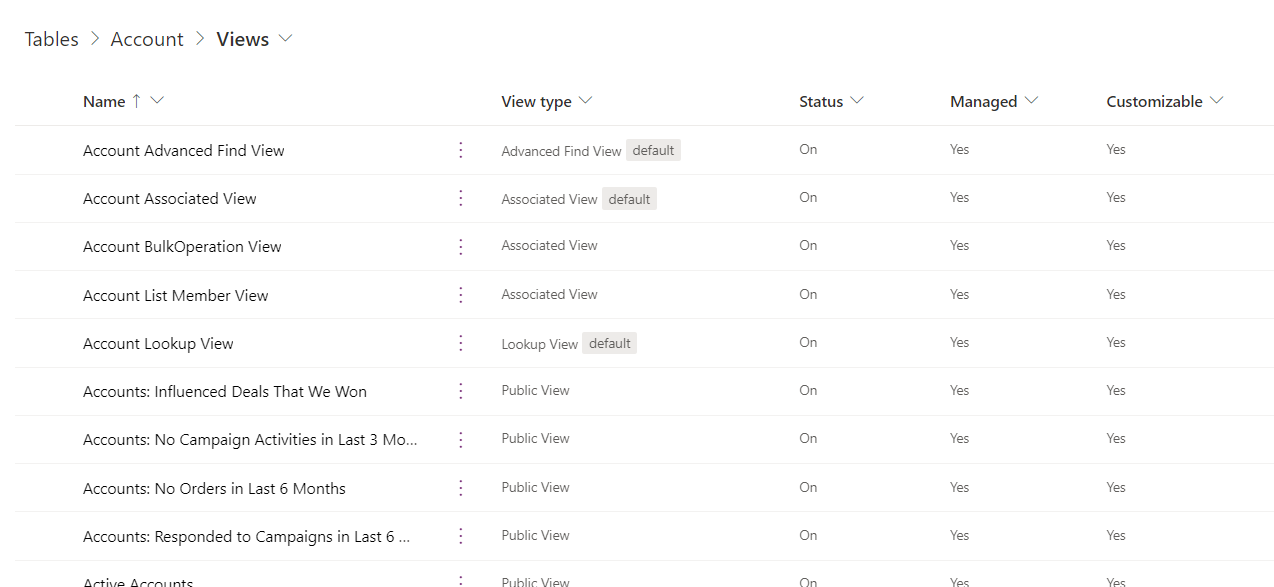 Tables > Account > Views
Name ↑ View type Status Managed Customizable
Account Advanced Find View Advanced Find View default On Yes Yes
Account Associated View Associated View default On Yes Yes
Account BulkOperation View Associated View On Yes Yes
Account List Member View Associated View On Yes Yes
Account Lookup View Lookup View default On Yes Yes
Accounts: Influenced Deals That We Won Public View On Yes Yes
Accounts: No Campaign Activities in Last 3 Mo... Public View On Yes Yes
Accounts: No Orders in Last 6 Months Public View On Yes Yes
Accounts: Responded to Campaigns in Last 6 ... Public View On Yes Yes
Active Accounts Public View On Yes Yes